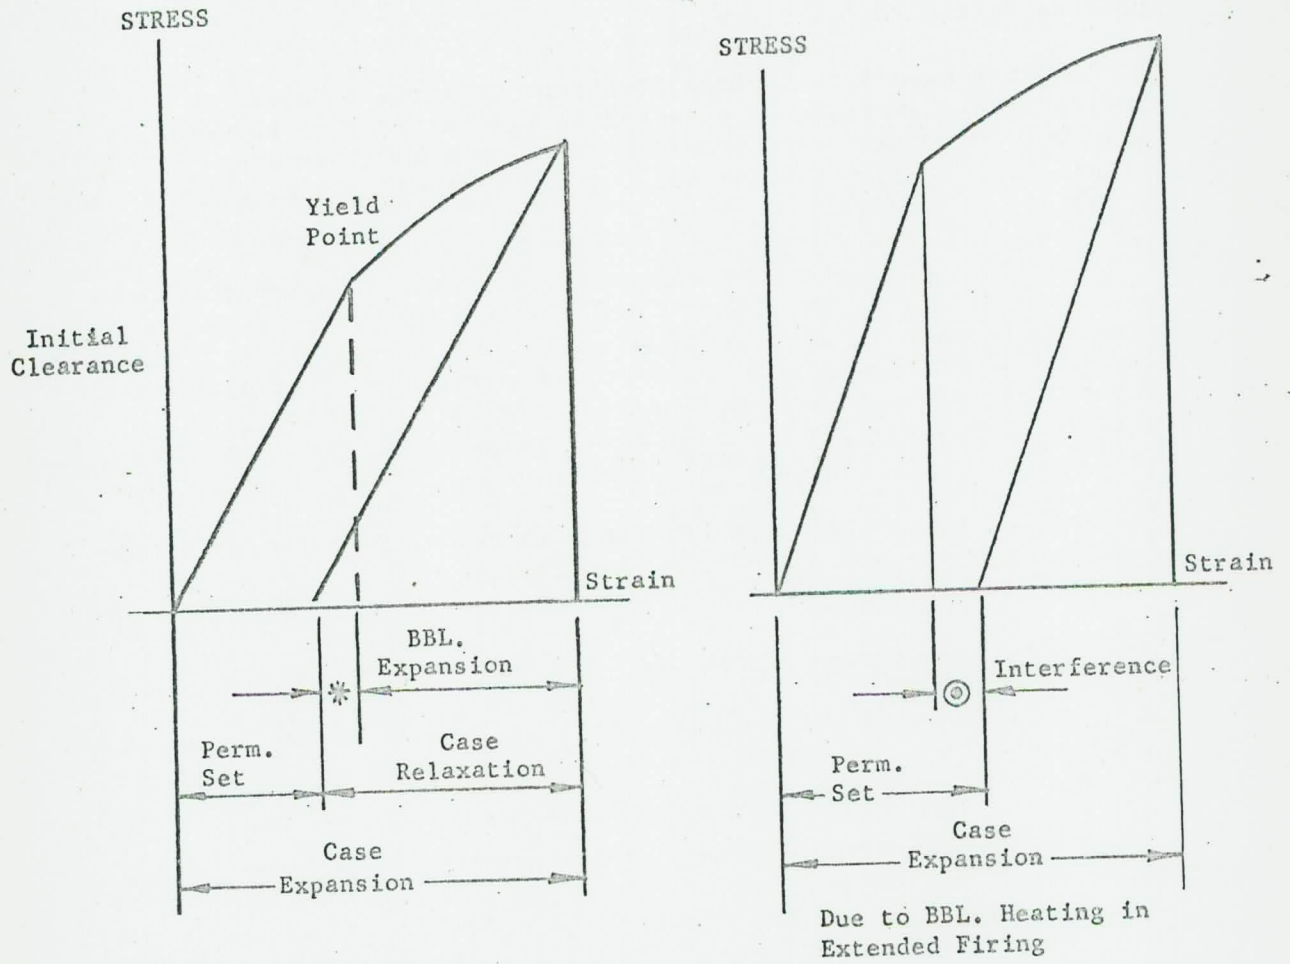 STRESS
Yield
Point
Initial
Clearance
Strain
BBL.
Expansion
Perm.
Set
Case
Relaxation
Case
Expansion
STRESS
Strain
Interference
Perm.
Set
Case
Expansion
Due to BBL. Heating in
Extended Firing